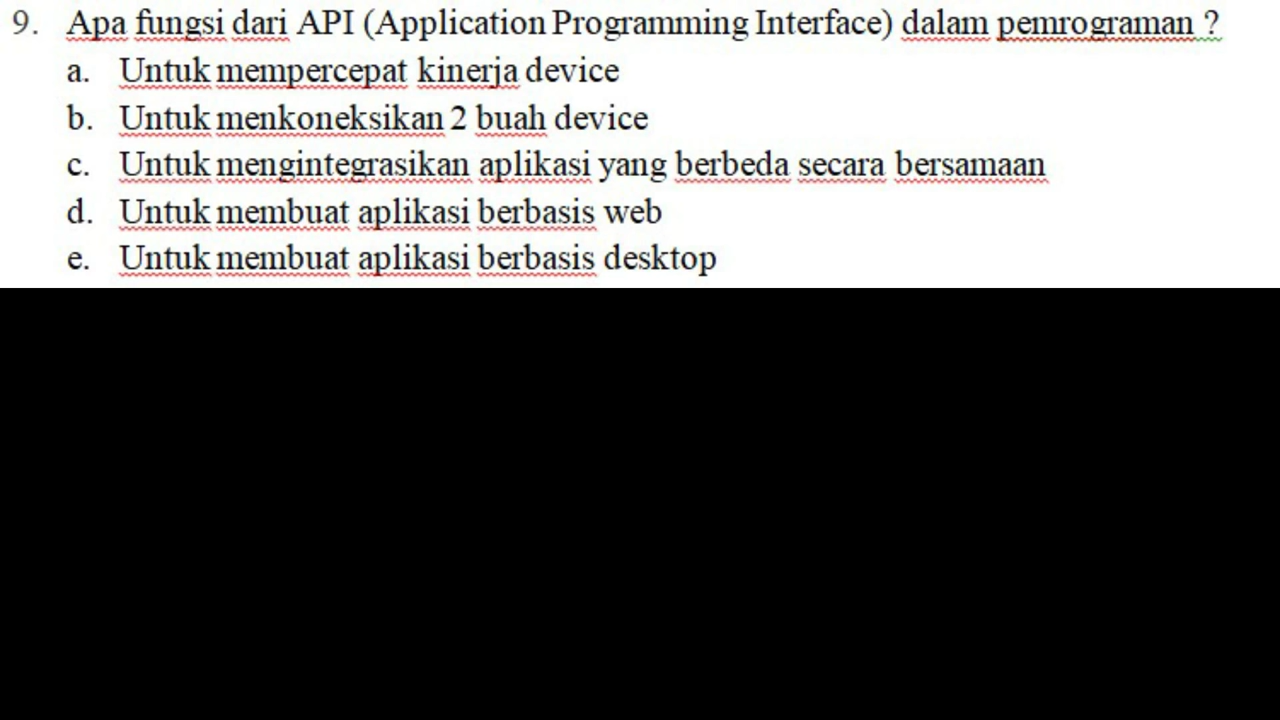 9. Apa fungsi dari API (Application Programming Interface) dalam pemrograman ?
a. Untuk mempercepat kinerja device
b. Untuk menkoneksikan 2 buah device
c. Untuk mengintegrasikan aplikasi yang berbeda secara bersamaan
d. Untuk membuat aplikasi berbasis web
e. Untuk membuat aplikasi berbasis desktop